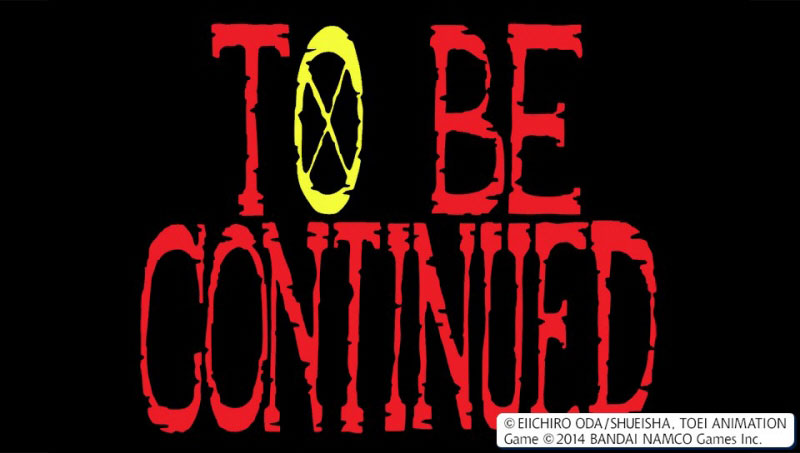 TO BE
CONTINUED
© EIICHIRO ODA/SHUEISHA, TOEI ANIMATION
Game © 2014 BANDAI NAMCO Games Inc.